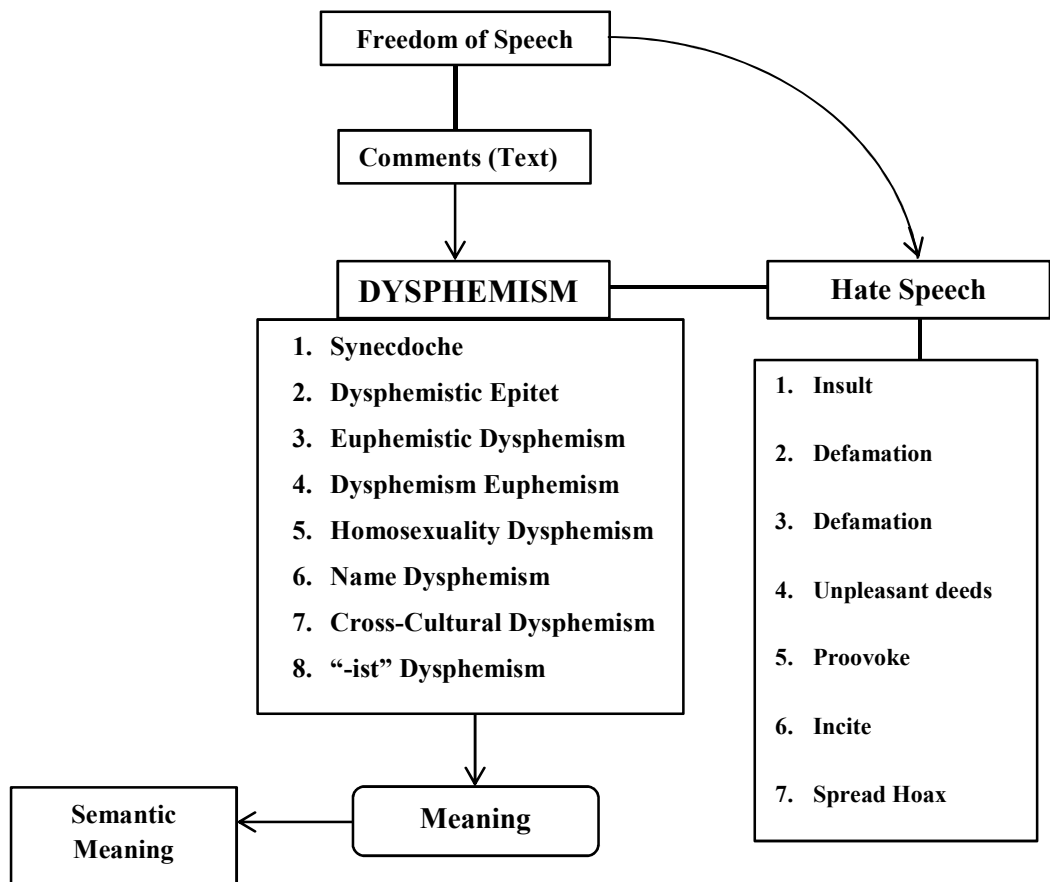 Freedom of Speech
Comments (Text)
DYSPHEMISM
1. Synecdoche
2. Dysphemistic Epitet
3. Euphemistic Dysphemism
4. Dysphemism Euphemism
5. Homosexuality Dysphemism
6. Name Dysphemism
7. Cross-Cultural Dysphemism
8. “-ist” Dysphemism
Hate Speech
1. Insult
2. Defamation
3. Defamation
4. Unpleasant deeds
5. Proovoke
6. Incite
7. Spread Hoax
Meaning
Semantic
Meaning